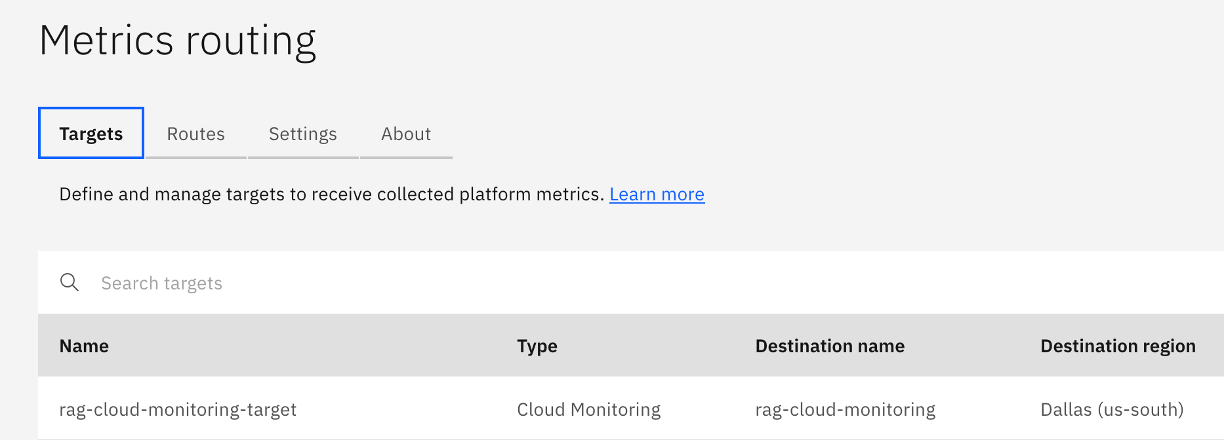 Metrics routing
Targets Routes Settings About
Define and manage targets to receive collected platform metrics. Learn more
Search targets
Name Type Destination name Destination region
rag-cloud-monitoring-target Cloud Monitoring rag-cloud-monitoring Dallas (us-south)